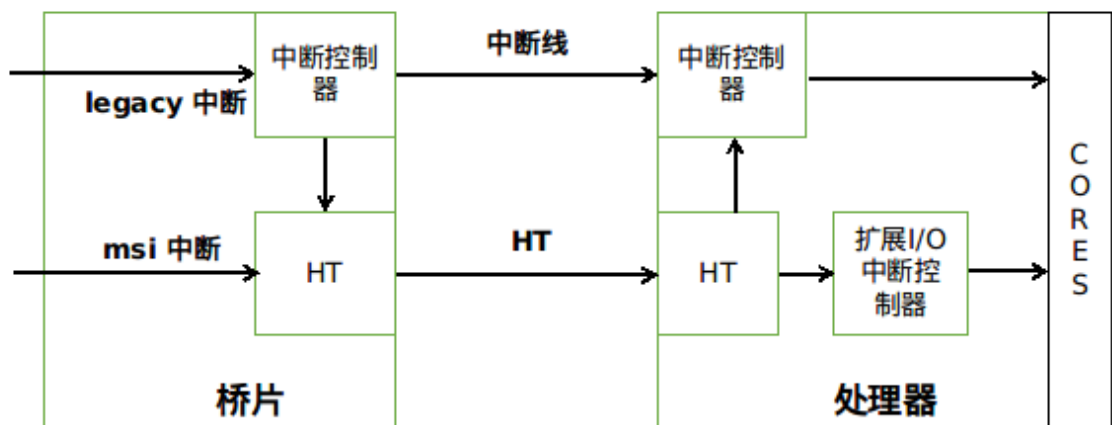 中断控制
器
中断线
中断控制
器
legacy 中断
C
O
R
E
S
msi 中断
HT
HT
HT
扩展I/O
中断控
制器
桥片
处理器